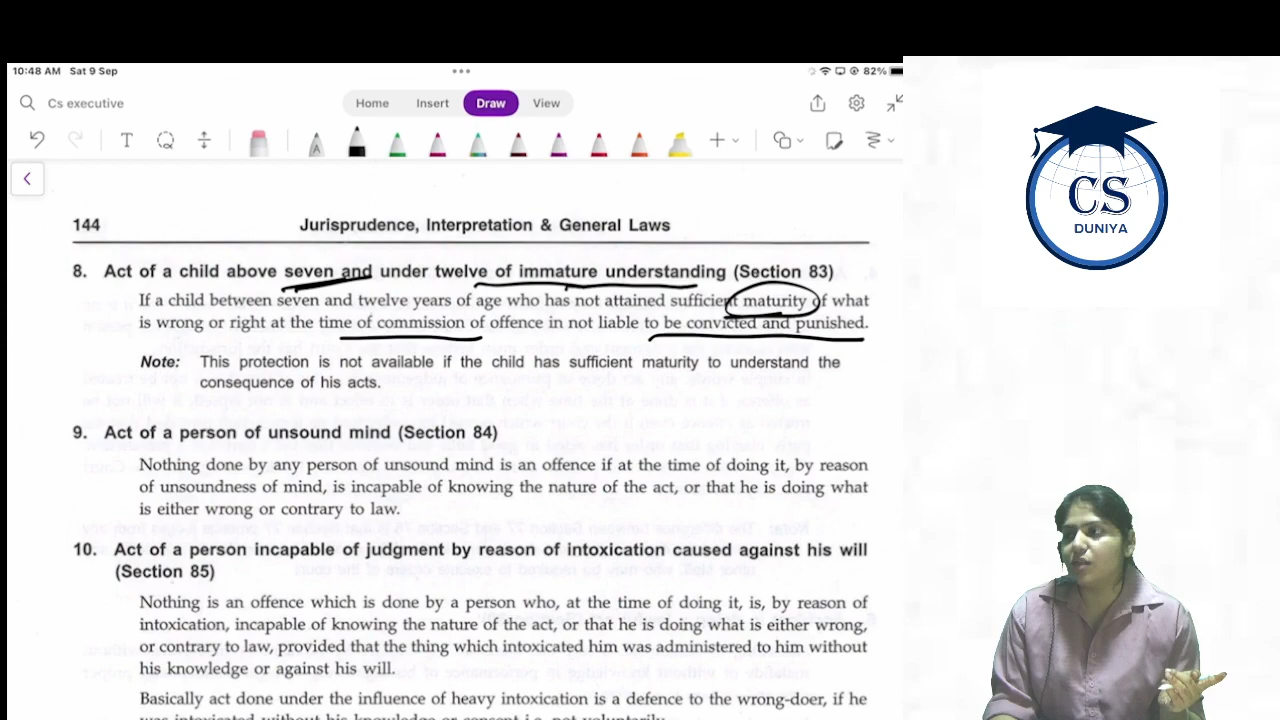 10:48 AM Sat 9 Sep
82%
Cs executive
Home Insert Draw View
T
A
CS
DUNIYA
144 Jurisprudence, Interpretation & General Laws
8. Act of a child above seven and under twelve of immature understanding (Section 83)
If a child between seven and twelve years of age who has not attained sufficient maturity of what
is wrong or right at the time of commission of offence in not liable to be convicted and punished.
Note: This protection is not available if the child has sufficient maturity to understand the
consequence of his acts.
9. Act of a person of unsound mind (Section 84)
Nothing done by any person of unsound mind is an offence if at the time of doing it, by reason
of unsoundness of mind, is incapable of knowing the nature of the act, or that he is doing what
is either wrong or contrary to law.
10. Act of a person incapable of judgment by reason of intoxication caused against his will
(Section 85)
Nothing is an offence which is done by a person who, at the time of doing it, is, by reason of
intoxication, incapable of knowing the nature of the act, or that he is doing what is either wrong,
or contrary to law, provided that the thing which intoxicated him was administered to him without
his knowledge or against his will.
Basically act done under the influence of heavy intoxication is a defence to the wrong-doer, if he
was intoxicated without his knowledge or consent i.e. not voluntarily.